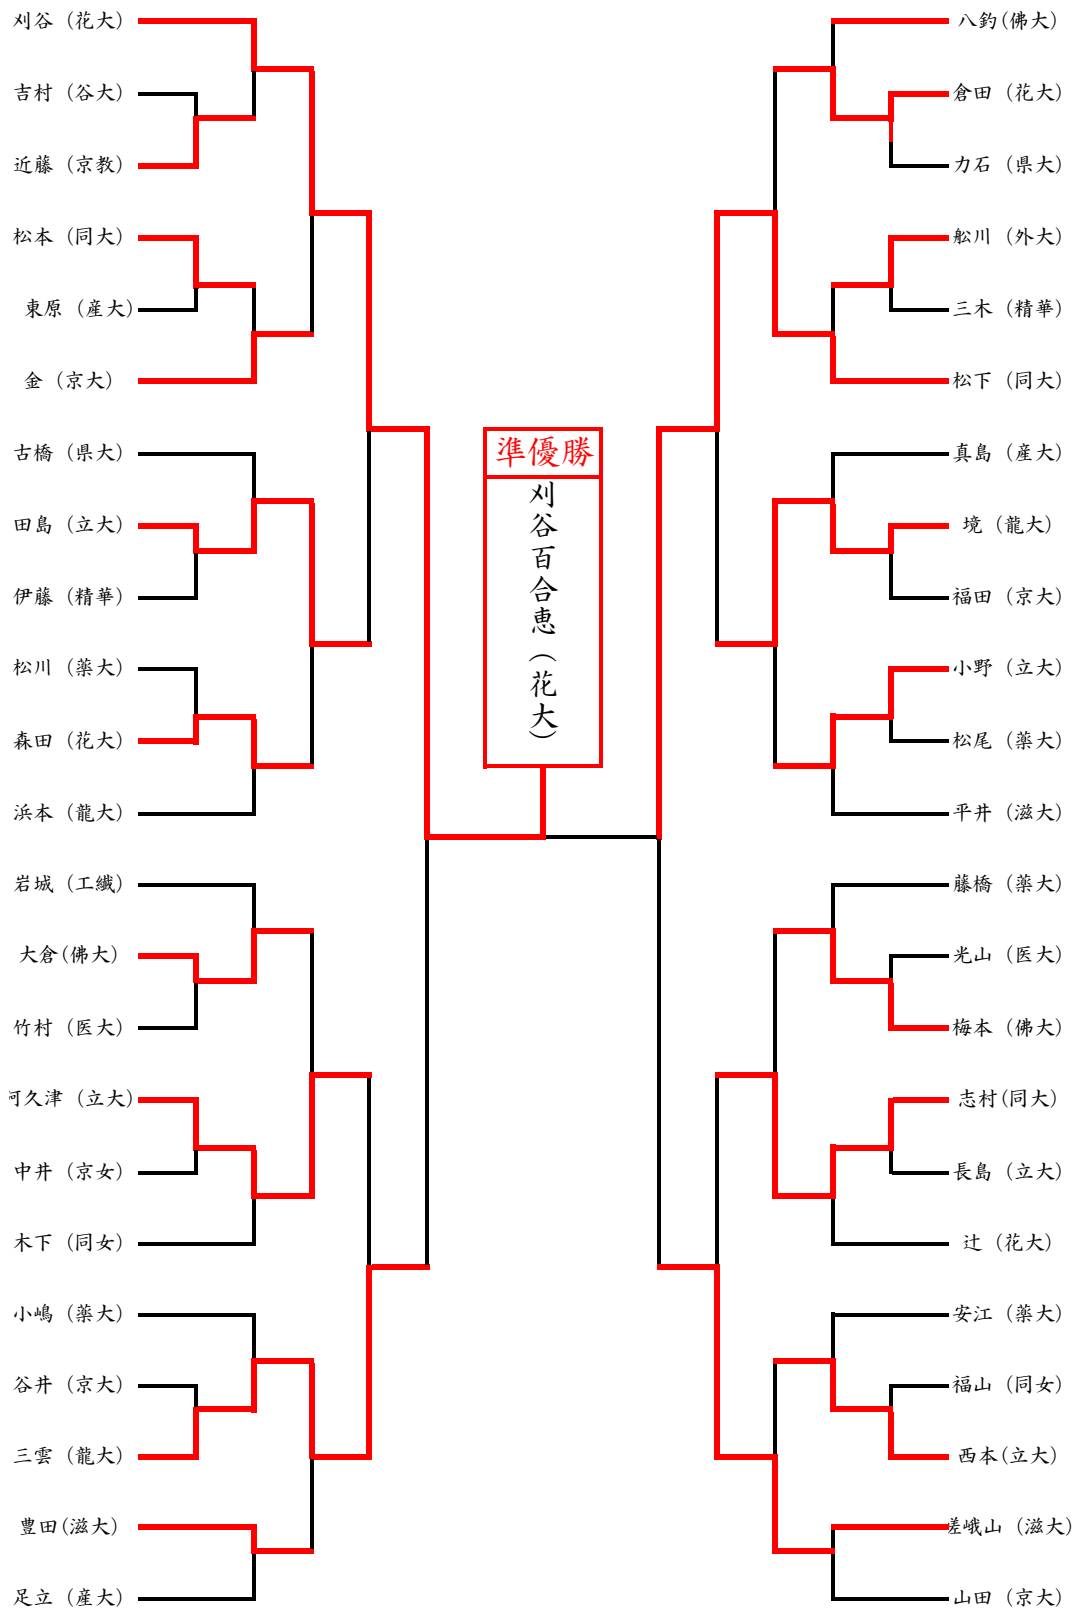 刈谷（花大）
吉村（谷大）
近藤（京教）
松本（同大）
東原（産大）
金（京大）
古橋（県大）
田島（立大）
伊藤（精華）
松川（薬大）
森田（花大）
浜本（龍大）
岩城（工繊）
大倉(佛大）
竹村（医大）
阿久津（立大）
中井（京女）
木下（同女）
小嶋（薬大）
谷井（京大）
三雲（龍大）
豊田(滋大）
足立（産大）
準優勝
刈谷百合恵（花大）
八釣(佛大）
倉田（花大）
力石（県大）
舩川（外大）
三木（精華）
松下（同大）
真島（産大）
境（龍大）
福田（京大）
小野（立大）
松尾（薬大）
平井（滋大）
藤橋（薬大）
光山（医大）
梅本（佛大）
志村(同大）
長島（立大）
辻（花大）
安江（薬大）
福山（同女）
西本(立大）
嵯峨山（滋大）
山田（京大）